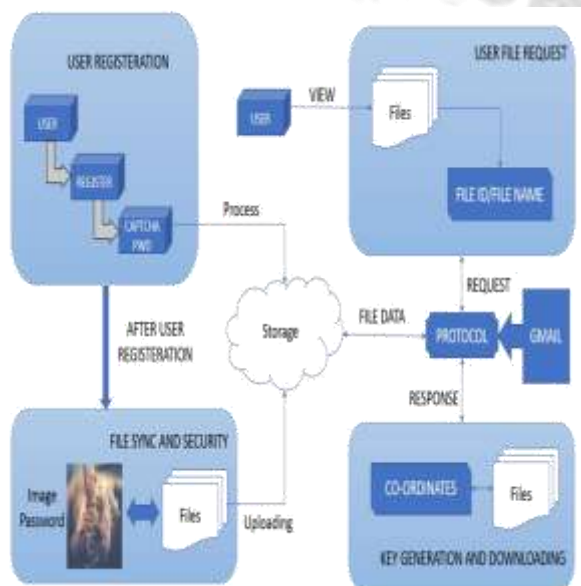 USER REGISTERATION
USER
REGISTER
CAPTCHA
PWD
Process
AFTER USER
REGISTERATION
FILE SYNC AND SECURITY
Image
Password
Files
Uploading
Storage
USER FILE REQUEST
USER
VIEW
Files
FILE ID/FILE NAME
REQUEST
FILE DATA
PROTOCOL
GMAIL
RESPONSE
CO-ORDINATES
Files
KEY GENERATION AND DOWNLOADING